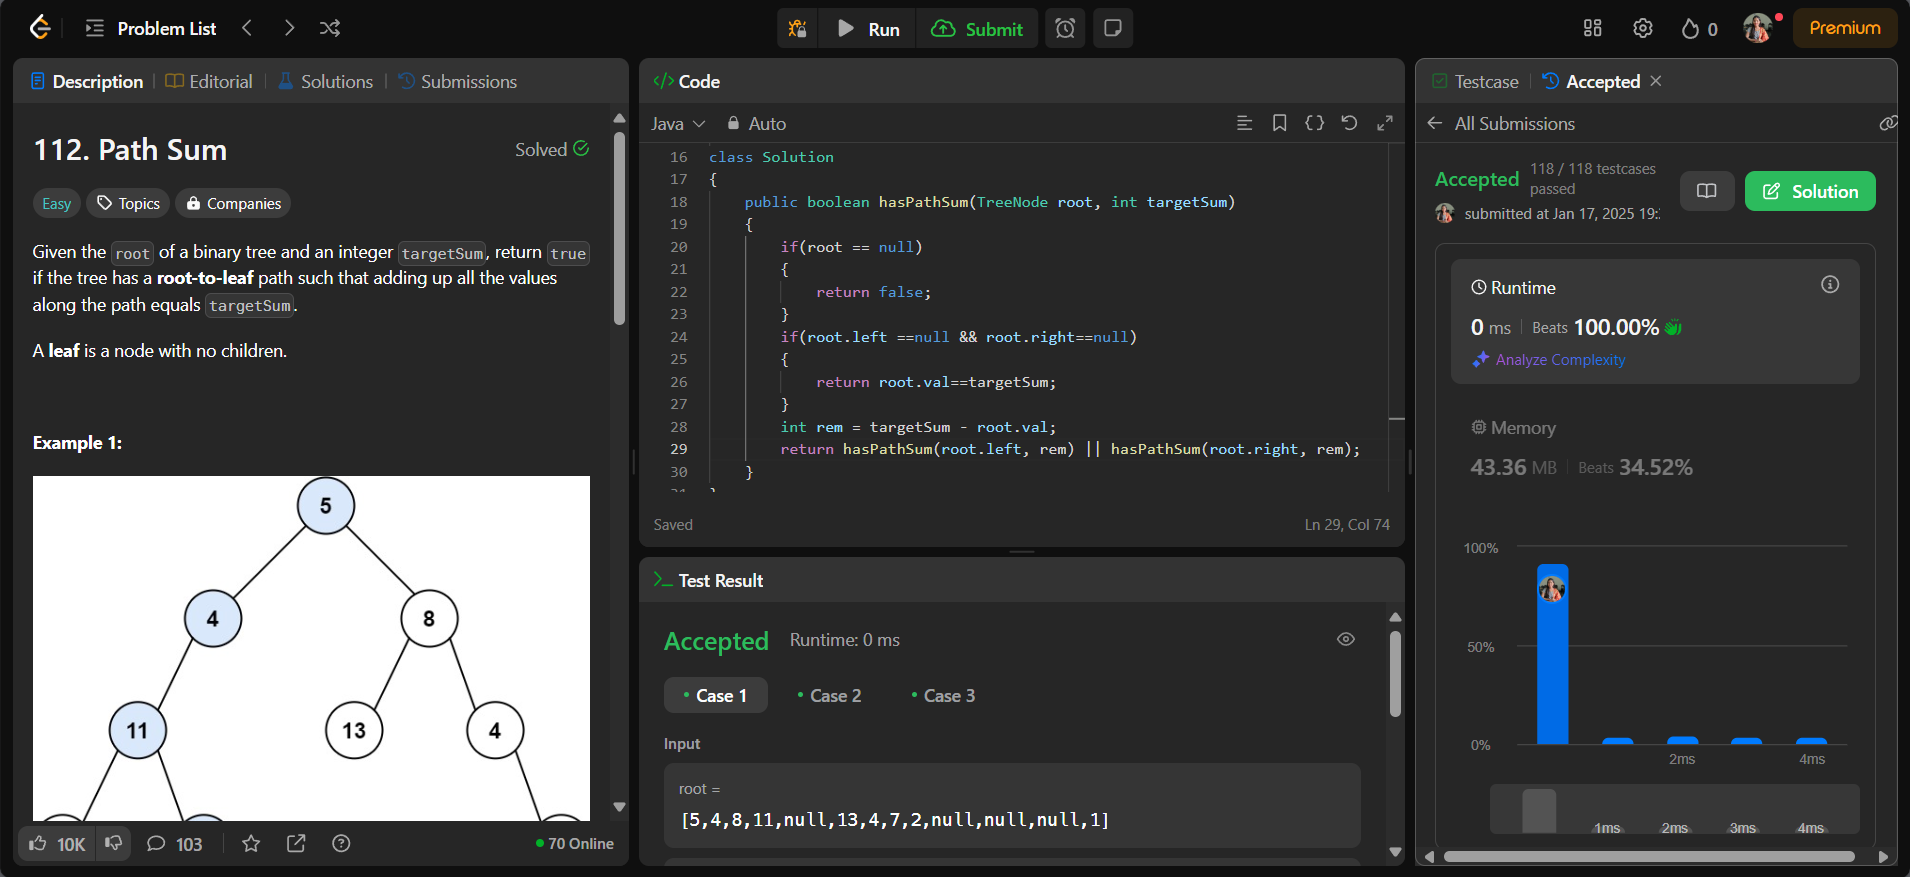 Problem List
Run
Submit
0
Premium
Description
Editorial
Solutions
Submissions
112. Path Sum
Solved
Easy
Topics
Companies
Given the root of a binary tree and an integer targetSum, return true
if the tree has a root-to-leaf path such that adding up all the values
along the path equals targetSum.
A leaf is a node with no children.
Example 1:
5
4
8
11
13
4
10K
103
70 Online
</> Code
Java
Auto
16 class Solution
17 {
18 public boolean hasPathSum(TreeNode root, int targetSum)
19 {
20 if(root == null)
21 {
22 return false;
23 }
24 if(root.left ==null && root.right==null)
25 {
26 return root.val==targetSum;
27 }
28 int rem = targetSum - root.val;
29 return hasPathSum(root.left, rem) || hasPathSum(root.right, rem);
30 }
Saved
Ln 29, Col 74
Test Result
Accepted
Runtime: 0 ms
Case 1
Case 2
Case 3
Input
root =
[5,4,8,11,null,13,4,7,2,null,null,null,1]
Testcase
Accepted
All Submissions
Accepted
118 / 118 testcases
passed
submitted at Jan 17, 2025 19:
Solution
Runtime
0 ms
Beats 100.00%
Analyze Complexity
Memory
43.36 MB
Beats 34.52%
100%
50%
0%
2ms
4ms
1ms
2ms
3ms
4ms